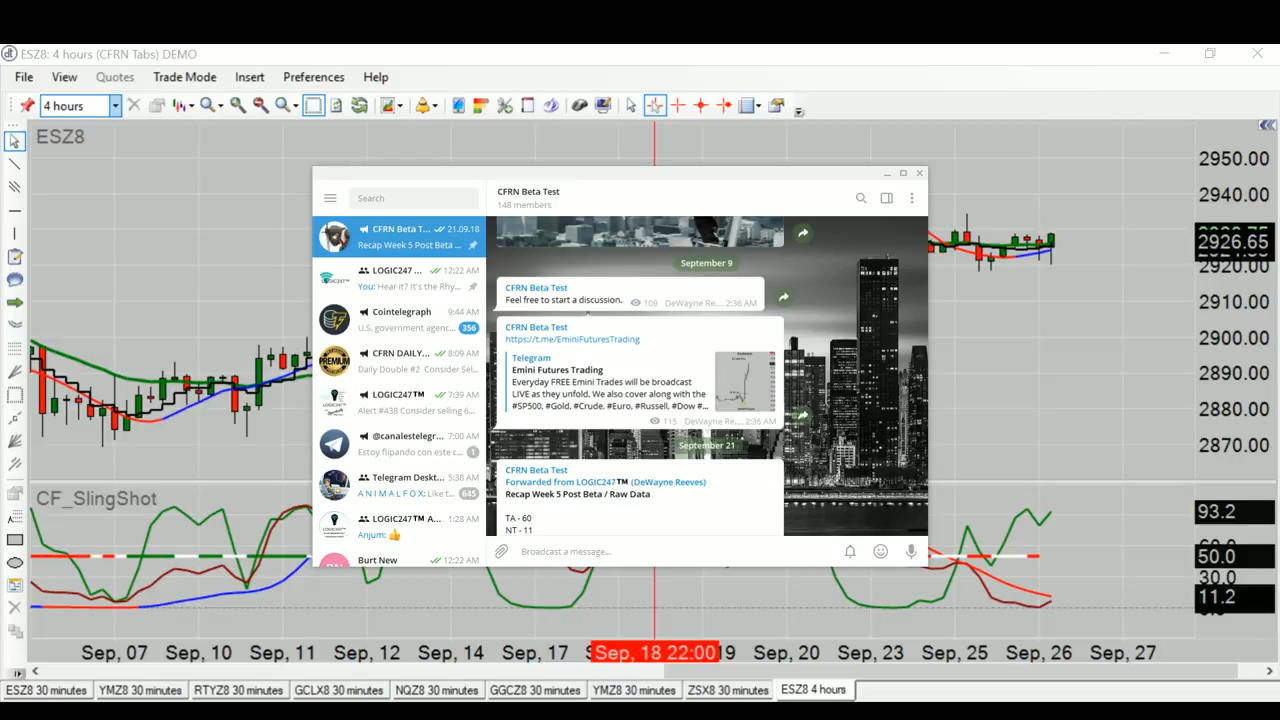 ESZ8: 4 hours (CFRN Tabs) DEMO
File View Quotes Trade Mode Insert Preferences Help
4 hours
ESZ8
2950.00
2940.00
2926.65
2920.00
2910.00
2900.00
2890.00
2880.00
2870.00
Search
CFRN Beta T... 21.09.18
Recap Week 5 Post Beta ...
LOGIC247 ... 12:22 AM
You: Hear it? It's the Rhy...
Cointelegraph 9:44 AM
U.S. government agenc... 356
CFRN DAILY... 8:09 AM
Daily Double #2 Consider Sel...
LOGIC247™ 7:39 AM
Alert #438 Consider selling 6...
@canalestelegr... 7:00 AM
Estoy flipando con este c... 1
Telegram Deskt... 5:38 AM
A N I M A L F O X: Like t... 645
LOGIC247™ A... 1:28 AM
Anjum: 👍
Burt New 12:22 AM
CFRN Beta Test
148 members
September 9
CFRN Beta Test
Feel free to start a discussion. 109 DeWayne Re.... 2:36 AM
CFRN Beta Test
https://t.me/EminiFuturesTrading
Telegram
Emini Futures Trading
Everyday FREE Emini Trades will be broadcast
LIVE as they unfold. We also cover along with the
#SP500, #Gold, #Crude, #Euro, #Russell, #Dow #...
115 DeWayne Re.... 2:36 AM
September 21
CFRN Beta Test
Forwarded from LOGIC247™ (DeWayne Reeves)
Recap Week 5 Post Beta / Raw Data
TA - 60
NT - 11
Broadcast a message...
CF_SlingShot
93.2
50.0
30.0
11.2
Sep, 07 Sep, 10 Sep, 11 Sep, 12 Sep, 13 Sep, 17 Sep, 18 22:00 19 Sep, 20 Sep, 23 Sep, 25 Sep, 26 Sep, 27
ESZ8 30 minutes YMZ8 30 minutes RTYZ8 30 minutes GCLX8 30 minutes NQZ8 30 minutes GGCZ8 30 minutes YMZ8 30 minutes ZSX8 30 minutes ESZ8 4 hours